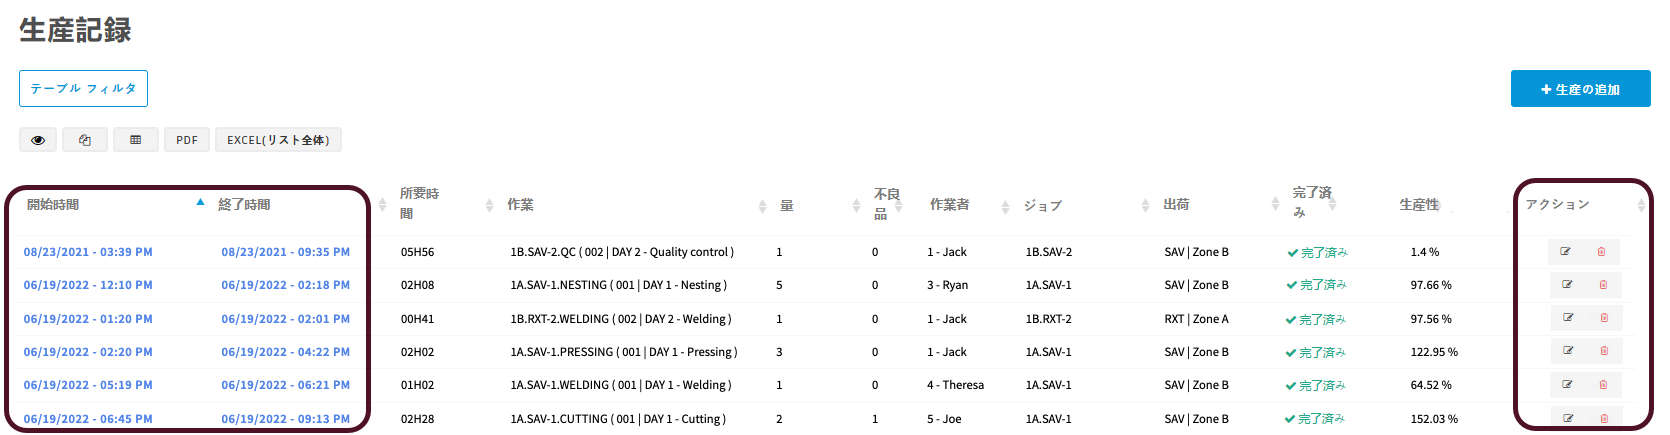 生産記録
テーブル フィルタ
生産の追加
PDF EXCEL(リスト全体)
開始時間 終了時間 所要時間 作業 量 不良品 作業者 ジョブ 出荷 完了済み 生産性 アクション
08/23/2021 - 03:39 PM 08/23/2021 - 09:35 PM 05H56 1B.SAV-2.QC ( 002 | DAY 2 - Quality control ) 1 0 1 - Jack 1B.SAV-2 SAV | Zone B 完了済み 1.4 %
06/19/2022 - 12:10 PM 06/19/2022 - 02:18 PM 02H08 1A.SAV-1.NESTING ( 001 | DAY 1 - Nesting ) 5 0 3 - Ryan 1A.SAV-1 SAV | Zone B 完了済み 97.66 %
06/19/2022 - 01:20 PM 06/19/2022 - 02:01 PM 00H41 1B.RXT-2.WELDING ( 002 | DAY 2 - Welding ) 1 0 1 - Jack 1B.RXT-2 RXT | Zone A 完了済み 97.56 %
06/19/2022 - 02:20 PM 06/19/2022 - 04:22 PM 02H02 1A.SAV-1.PRESSING ( 001 | DAY 1 - Pressing ) 3 0 1 - Jack 1A.SAV-1 SAV | Zone B 完了済み 122.95 %
06/19/2022 - 05:19 PM 06/19/2022 - 06:21 PM 01H02 1A.SAV-1.WELDING ( 001 | DAY 1 - Welding ) 1 0 4 - Theresa 1A.SAV-1 SAV | Zone B 完了済み 64.52 %
06/19/2022 - 06:45 PM 06/19/2022 - 09:13 PM 02H28 1A.SAV-1.CUTTING ( 001 | DAY 1 - Cutting ) 2 1 5 - Joe 1A.SAV-1 SAV | Zone B 完了済み 152.03 %